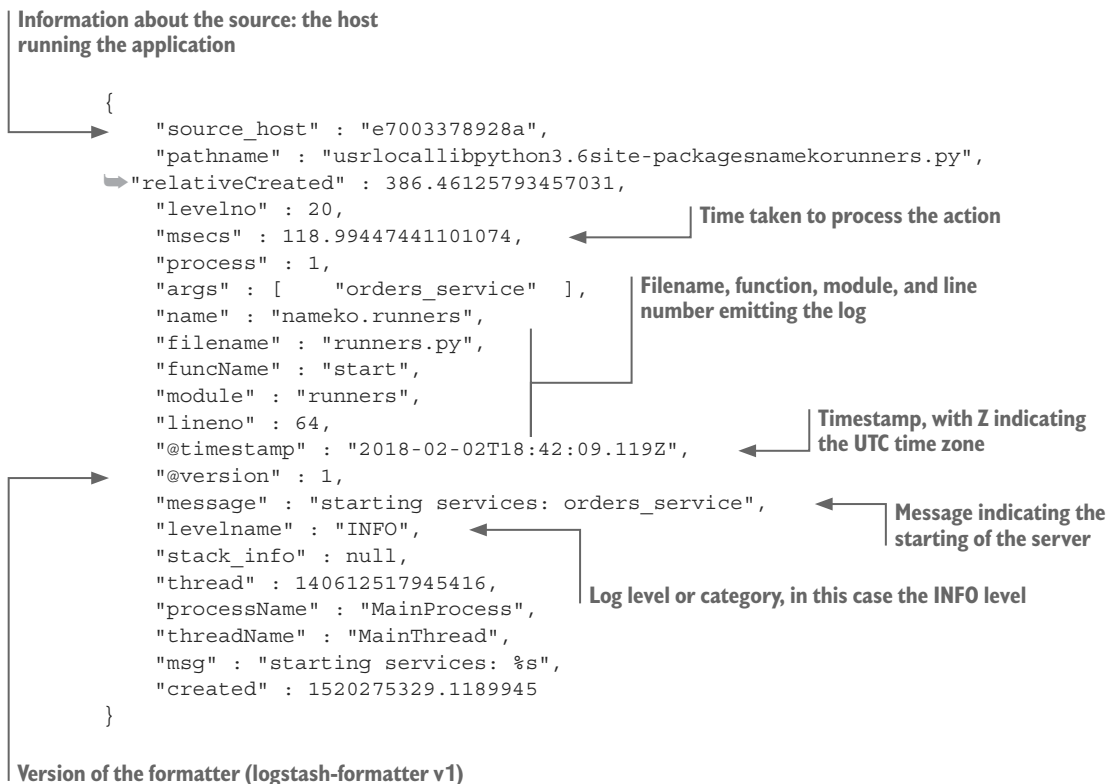 Information about the source: the host
running the application
{
"source_host" : "e7003378928a",
"pathname" : "usrlocallibpython3.6site-packagesnamekorunners.py",
➥"relativeCreated" : 386.46125793457031,
"levelno" : 20,
Time taken to process the action
"msecs" : 118.99447441101074,
"process" : 1,
"args" : [    "orders_service"  ],
Filename, function, module, and line
number emitting the log
"name" : "nameko.runners",
"filename" : "runners.py",
"funcName" : "start",
"module" : "runners",
"lineno" : 64,
Timestamp, with Z indicating
the UTC time zone
"@timestamp" : "2018-02-02T18:42:09.119Z",
"@version" : 1,
"message" : "starting services: orders_service",
Message indicating the
starting of the server
"levelname" : "INFO",
"stack_info" : null,
"thread" : 140612517945416,
Log level or category, in this case the INFO level
"processName" : "MainProcess",
"threadName" : "MainThread",
"msg" : "starting services: %s",
"created" : 1520275329.1189945
}
Version of the formatter (logstash-formatter v1)